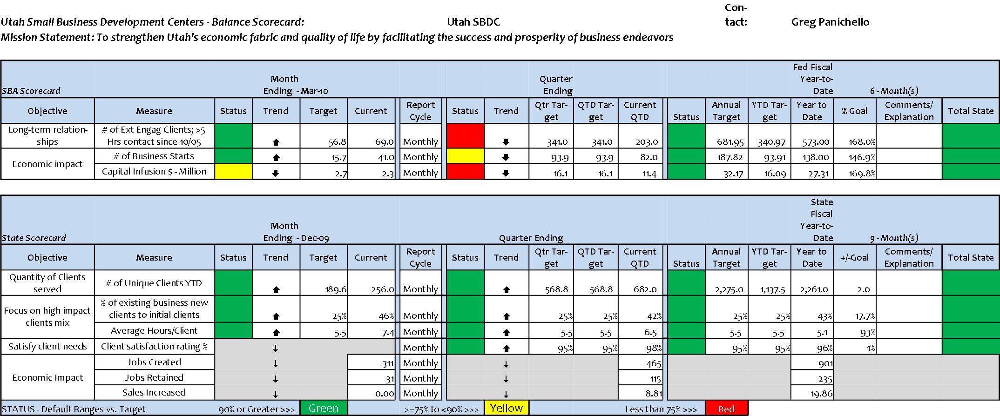 Con-
Utah Small Business Development Centers - Balance Scorecard: Utah SBDC tact: Greg Panichello
Mission Statement: To strengthen Utah's economic fabric and quality of life by facilitating the success and prosperity of business endeavors
Fed Fiscal
Month Quarter Year-to-
SBA Scorecard Ending - Mar-10 Ending Date 6 - Month(s)
Report Qtr Tar- QTD Tar- Current Annual YTD Tar- Year to Comments/
Objective Measure Status Trend Target Current Cycle Status Trend get get QTD Status Target get Date % Goal Explanation Total State
Long-term relation- # of Ext Engag Clients; >5
ships Hrs contact since 10/05 56.8 69.0 Monthly 341.0 341.0 203.0 681.95 340.97 573.00 168.0%
# of Business Starts 15.7 41.0 Monthly 93.9 93.9 82.0 187.82 93.91 138.00 146.9%
Economic impact
Capital Infusion $ - Million 2.7 2.3 Monthly 16.1 16.1 11.4 32.17 16.09 27.31 169.8%
State
Fiscal
Month Year-to-
State Scorecard Ending - Dec-09 Quarter Ending Date 9 - Month(s)
Report Qtr Tar- QTD Tar- Current Annual YTD Tar- Year to Comments/
Objective Measure Status Trend Target Current Cycle Status Trend get get QTD Status Target get Date +/-Goal Explanation Total State
Quantity of Clients
served # of Unique Clients YTD 189.6 256.0 Monthly 568.8 568.8 682.0 2,275.0 1,137.5 2,261.0 2.0
% of existing business new
Focus on high impact clients to initial clients 25% 46% Monthly 25% 25% 42% 25% 25% 43% 17.7%
clients mix
Average Hours/Client 5.5 7.4 Monthly 5.5 5.5 6.5 5.5 5.5 5.1 93%
Satisfy client needs Client satisfaction rating % Monthly 95% 95% 98% 95% 95% 96% 1%
Jobs Created 311 Monthly 465 901
Economic Impact Jobs Retained 31 Monthly 115 235
Sales Increased 0.00 Monthly 8.81 19.86
STATUS - Default Ranges vs. Target 90% or Greater >>> Green >=75% to <90% >>> Yellow Less than 75% >>> Red